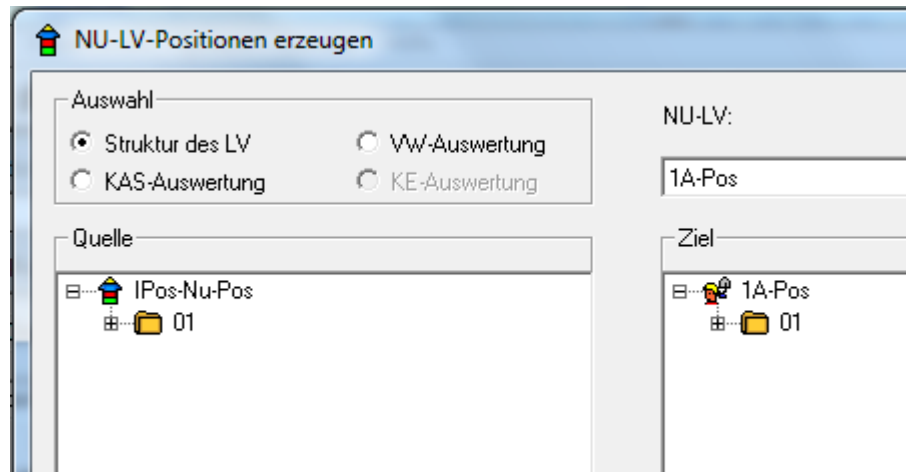 NU-LV-Positionen erzeugen
Auswahl
Struktur des LV
VW-Auswertung
KAS-Auswertung
KE-Auswertung
NU-LV:
1A-Pos
Quelle
IPos-Nu-Pos
01
Ziel
1A-Pos
01